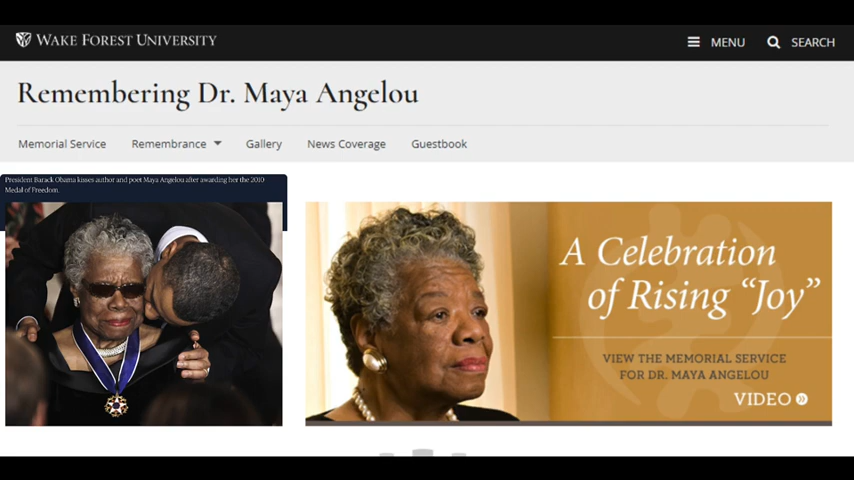 WAKE FOREST UNIVERSITY
MENU
SEARCH
Remembering Dr. Maya Angelou
Memorial Service
Remembrance
Gallery
News Coverage
Guestbook
President Barack Obama kisses author and poet Maya Angelou after awarding her the 2010
Medal of Freedom.
A Celebration
of Rising “Joy”
VIEW THE MEMORIAL SERVICE
FOR DR. MAYA ANGELOU
VIDEO